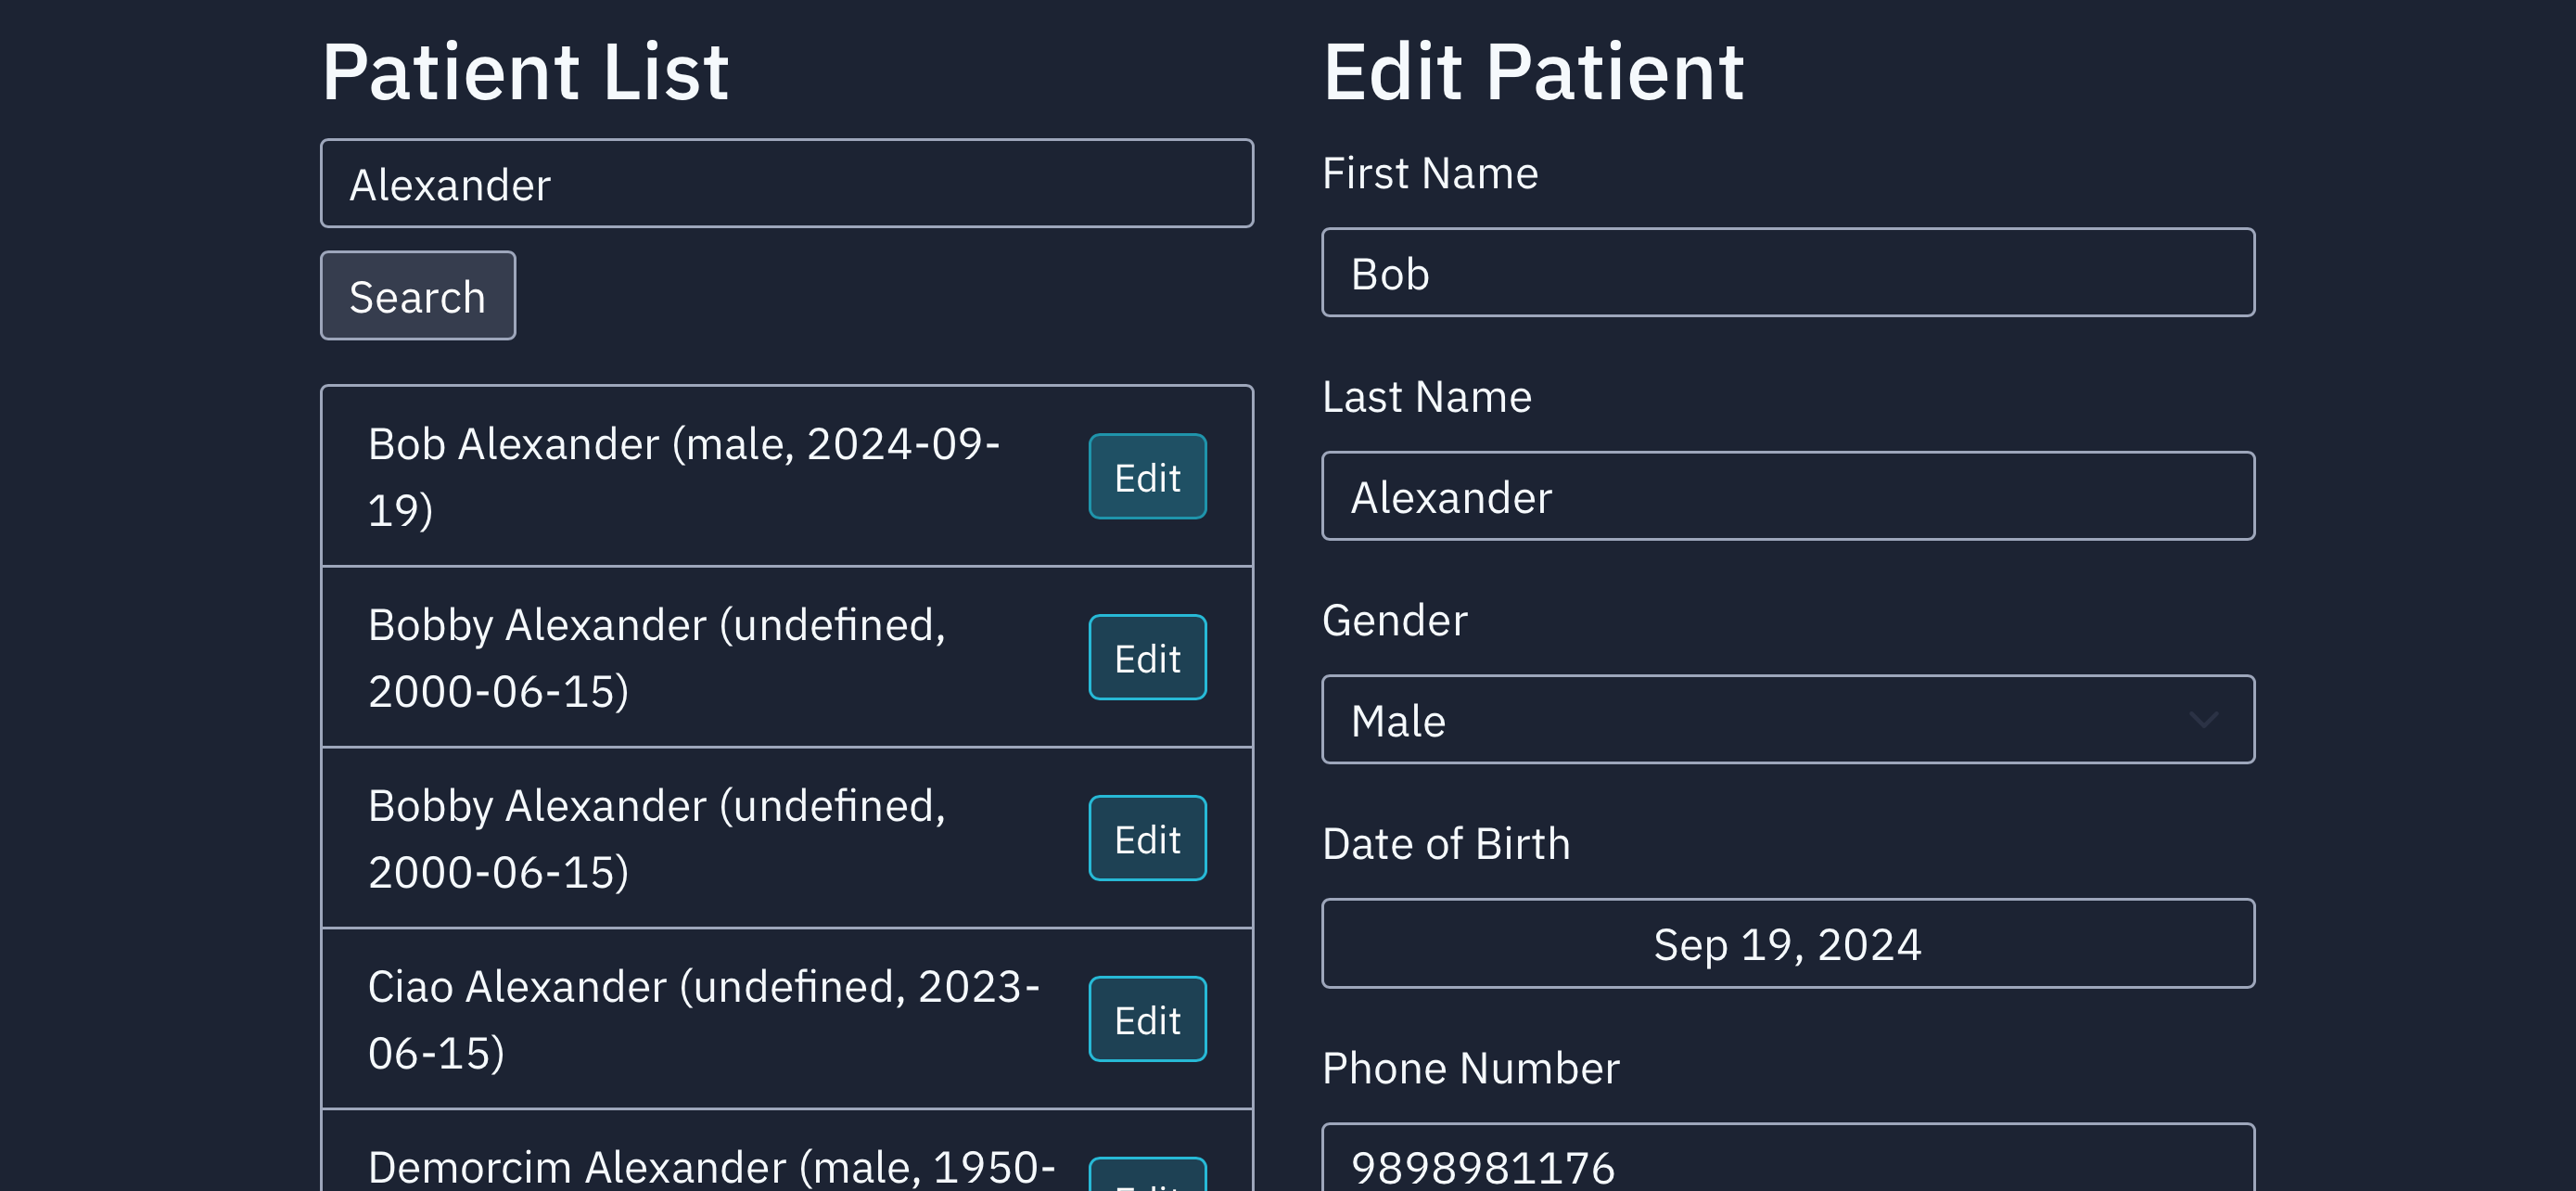 Patient List
Alexander
Search
Bob Alexander (male, 2024-09-
19)
Edit
Bobby Alexander (undefined,
2000-06-15)
Edit
Bobby Alexander (undefined,
2000-06-15)
Edit
Ciao Alexander (undefined, 2023-
06-15)
Edit
Demorcim Alexander (male, 1950-
Edit
Edit Patient
First Name
Bob
Last Name
Alexander
Gender
Male
Date of Birth
Sep 19, 2024
Phone Number
9898981176